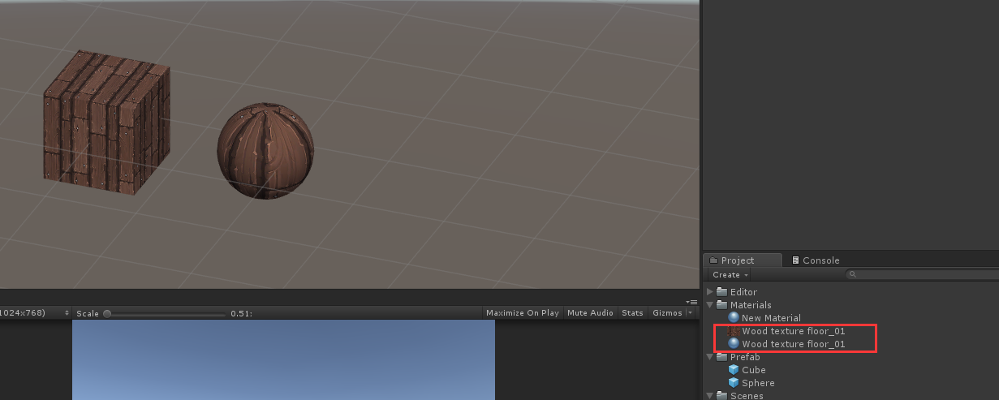 Project
Console
Create
Editor
Materials
New Material
Wood texture floor_01
Wood texture floor_01
Prefab
Cube
Sphere
Scenes
1024x768) Scale 0.51: Maximize On Play Mute Audio Stats Gizmos